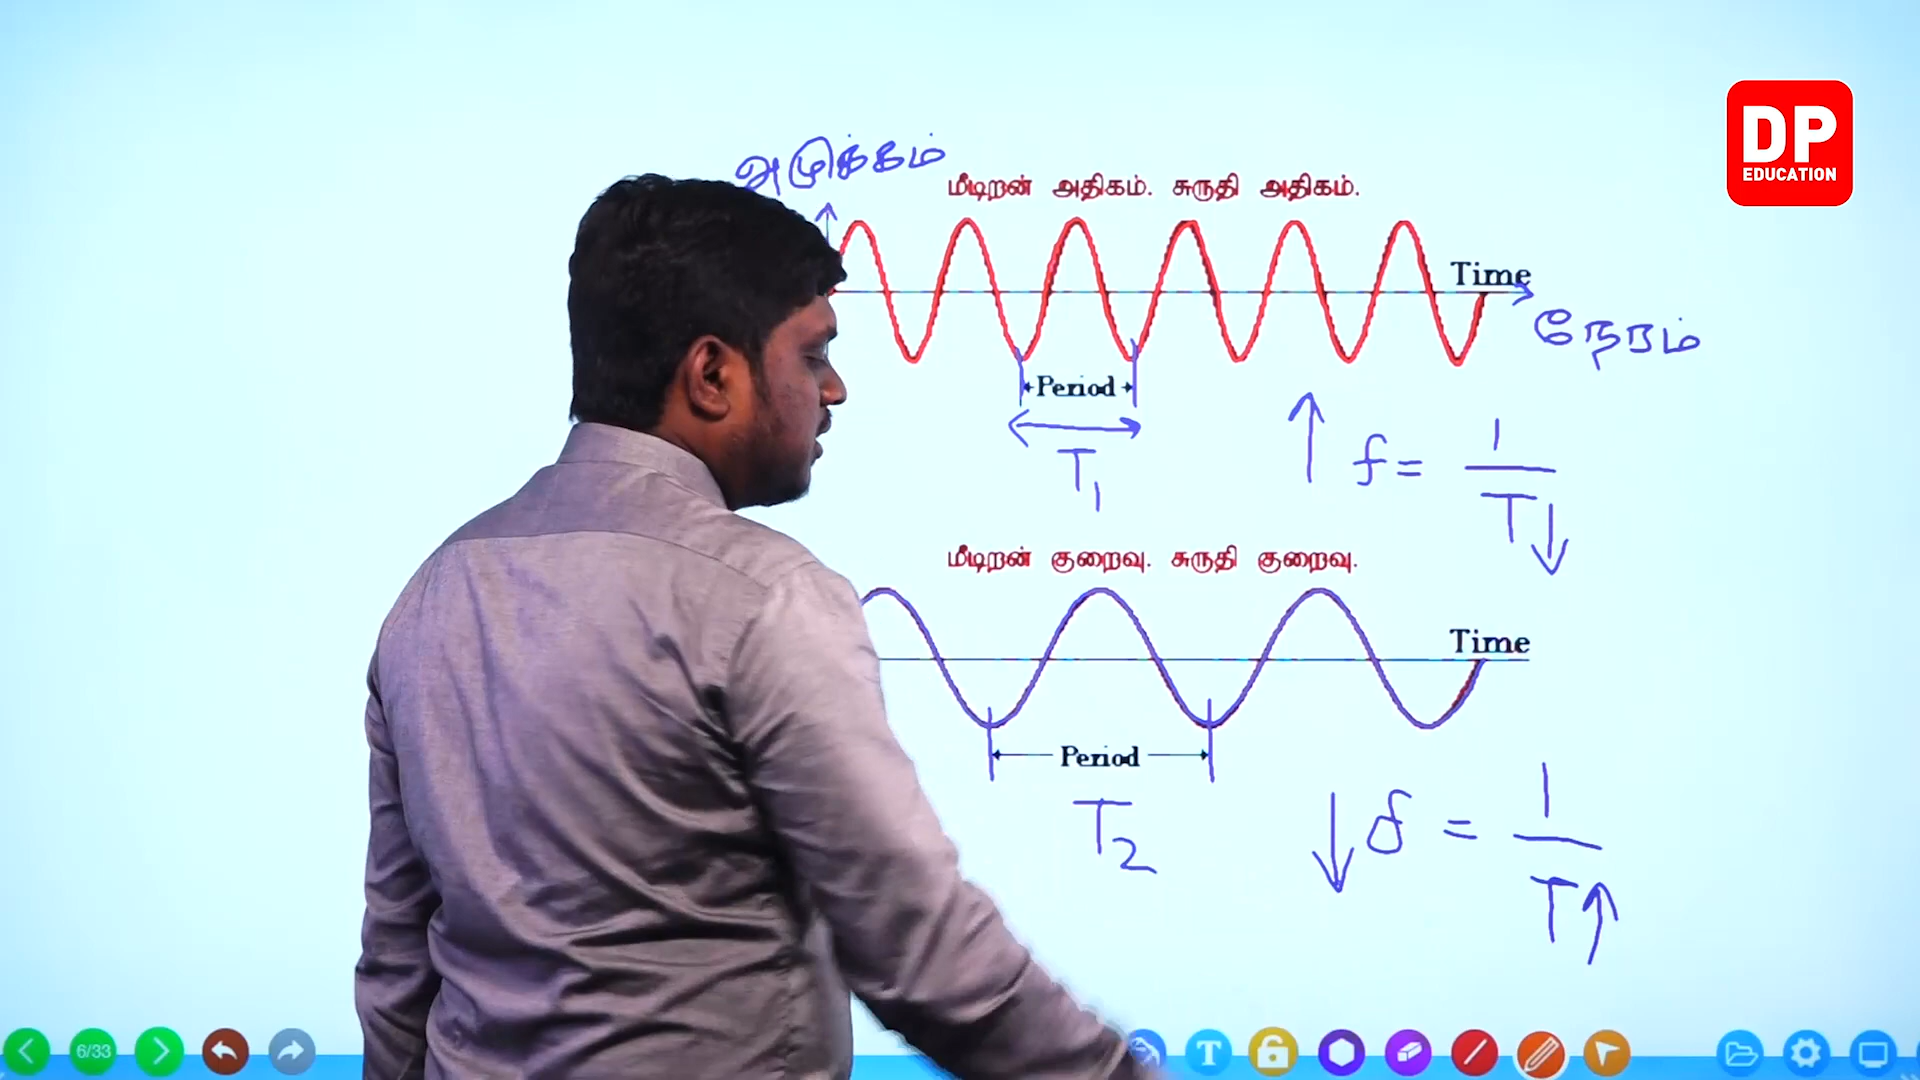 DP
EDUCATION
அமுக்கம்
மீடிறன் அதிகம். சுருதி அதிகம்.
Time
நேரம்
Period
T1
f = 1/T
மீடிறன் குறைவு. சுருதி குறைவு.
Time
Period
T2
f = 1/T
6/33
T